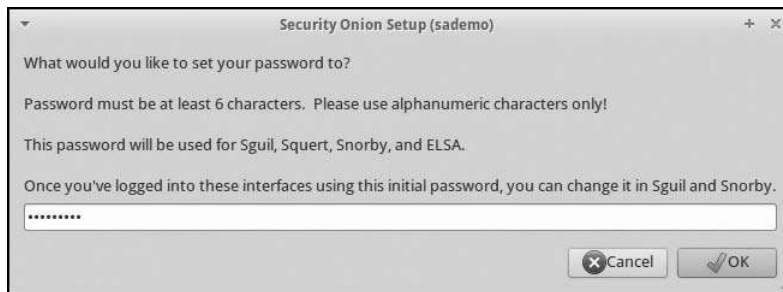 Security Onion Setup (sademo)
What would you like to set your password to?
Password must be at least 6 characters. Please use alphanumeric characters only!
This password will be used for Sguil, Squert, Snorby, and ELSA.
Once you've logged into these interfaces using this initial password, you can change it in Sguil and Snorby.
•••••••••
Cancel
OK